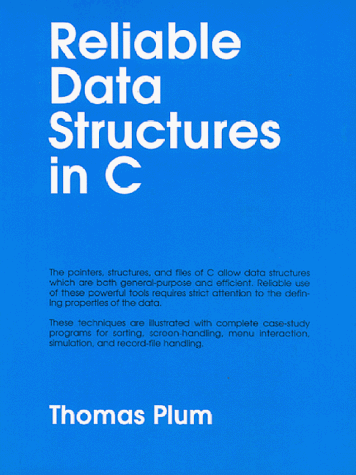 Reliable
Data
Structures
in C
The pointers, structures, and files of C allow data structures
which are both general-purpose and efficient. Reliable use
of these powerful tools requires strict attention to the defin-
ing properties of the data.
These techniques are illustrated with complete case-study
programs for sorting, screen-handling, menu interaction,
simulation, and record-file handling.
Thomas Plum